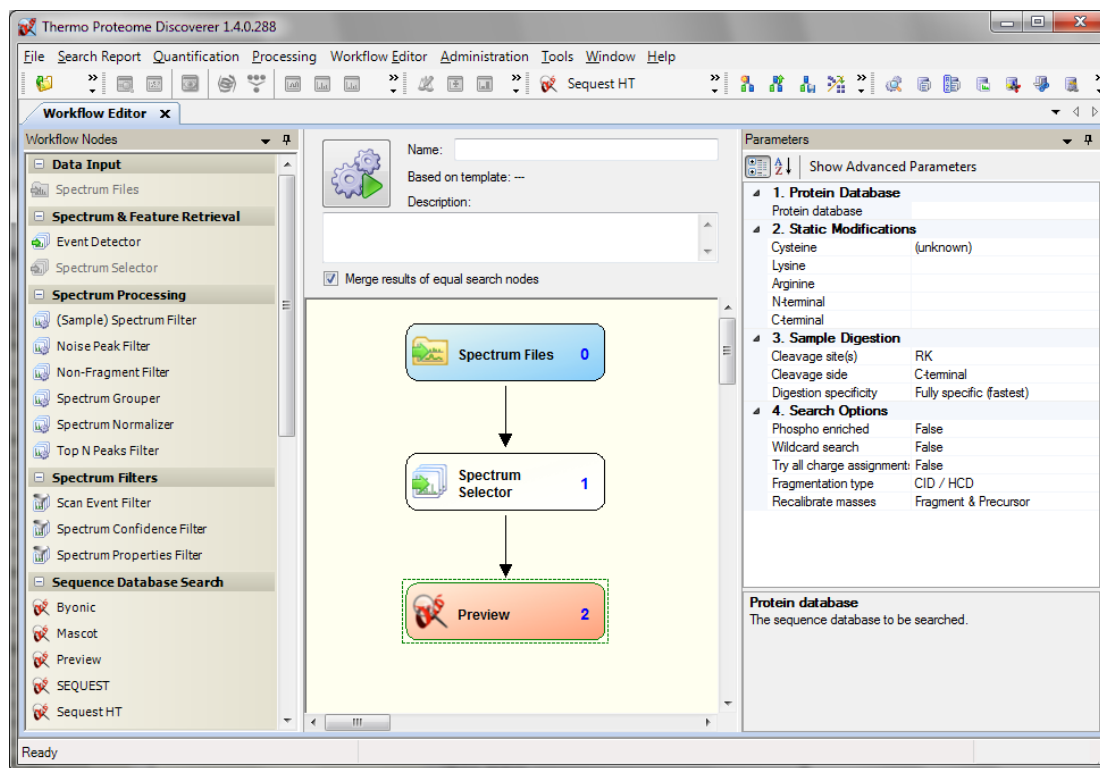 Thermo Proteome Discoverer 1.4.0.288
File Search Report Quantification Processing Workflow Editor Administration Tools Window Help
Sequest HT
Workflow Editor X
Workflow Nodes
Data Input
Spectrum Files
Spectrum & Feature Retrieval
Event Detector
Spectrum Selector
Spectrum Processing
(Sample) Spectrum Filter
Noise Peak Filter
Non-Fragment Filter
Spectrum Grouper
Spectrum Normalizer
Top N Peaks Filter
Spectrum Filters
Scan Event Filter
Spectrum Confidence Filter
Spectrum Properties Filter
Sequence Database Search
Byonic
Mascot
Preview
SEQUEST
Sequest HT
Name:
Based on template: ---
Description:
Merge results of equal search nodes
Spectrum Files 0
Spectrum
Selector 1
Preview 2
Parameters
Show Advanced Parameters
1. Protein Database
Protein database
2. Static Modifications
Cysteine (unknown)
Lysine
Arginine
N-terminal
C-terminal
3. Sample Digestion
Cleavage site(s) RK
Cleavage side C-terminal
Digestion specificity Fully specific (fastest)
4. Search Options
Phospho enriched False
Wildcard search False
Try all charge assignment: False
Fragmentation type CID / HCD
Recalibrate masses Fragment & Precursor
Protein database
The sequence database to be searched.
Ready